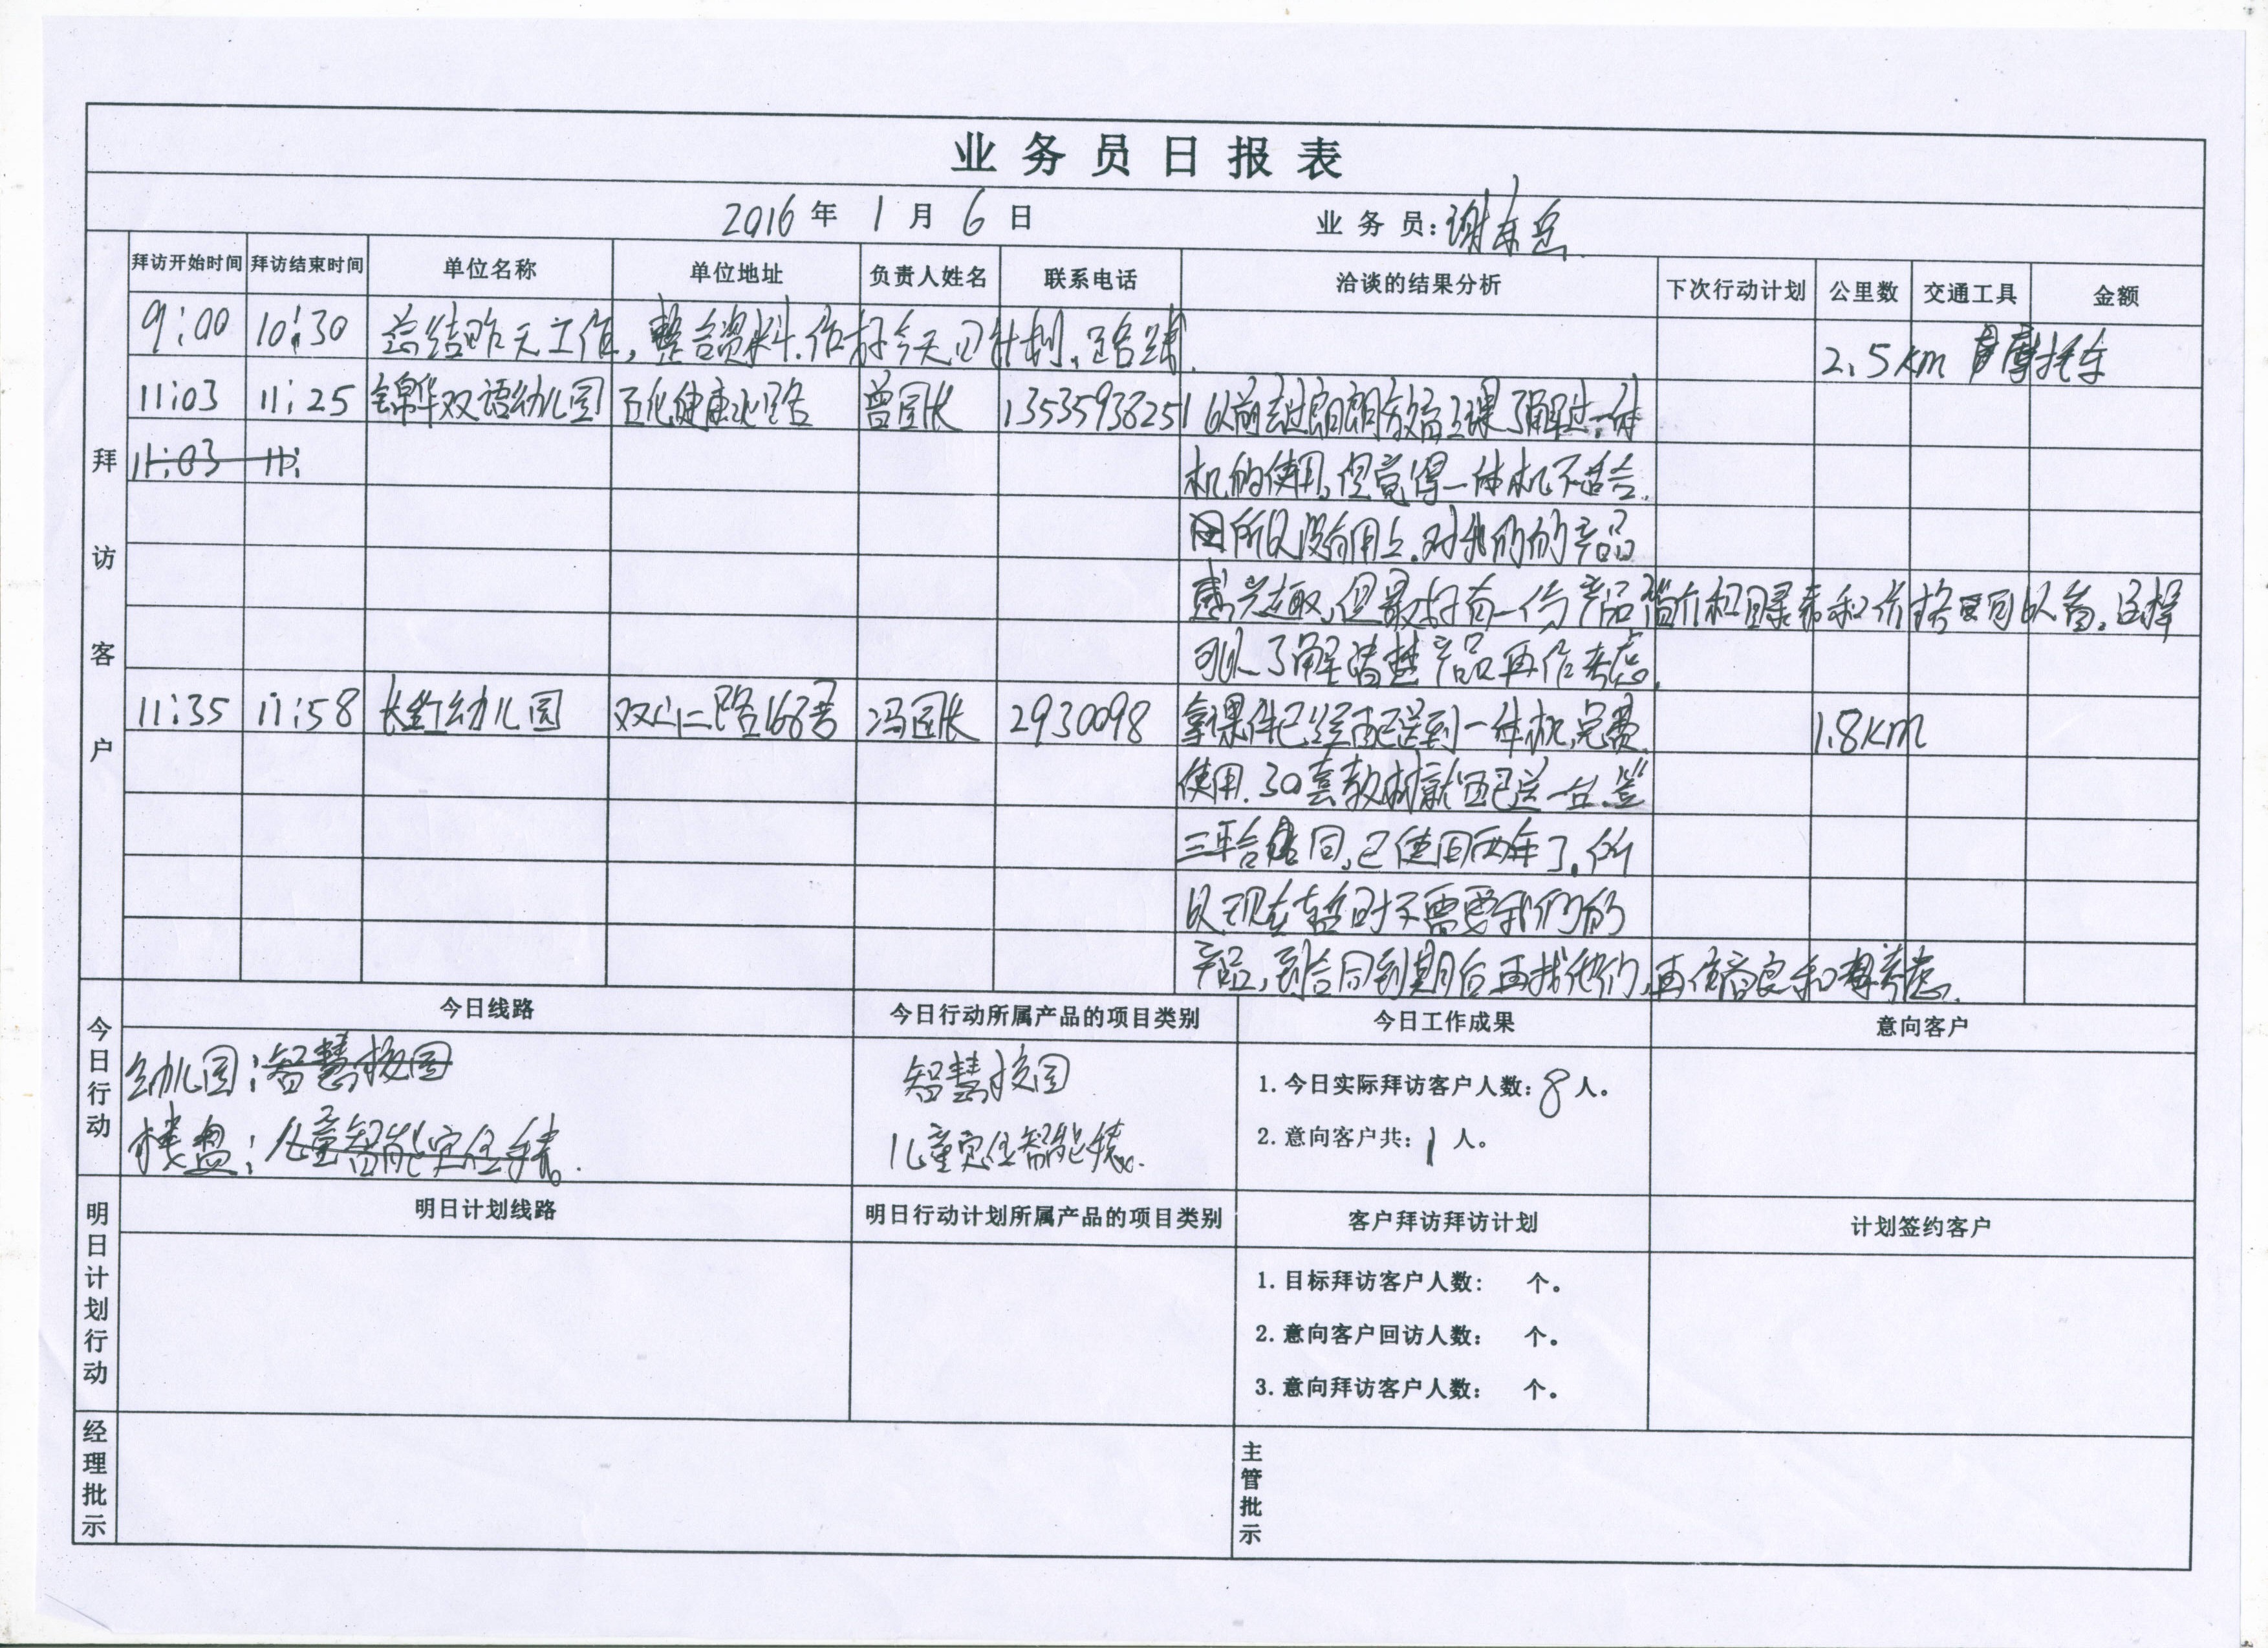 业务员日报表
2016年 1月 6日 业务员:谢东岳
拜访开始时间 拜访结束时间 单位名称 单位地址 负责人姓名 联系电话 洽谈的结果分析 下次行动计划 公里数 交通工具 金额
拜访客户
9:00 10:30 总结昨天工作,整合资料.作好今天的计划,路线.
2.5km 摩托车
11:03 11:25 锦华双语幼儿园 健康北路 曾园长 13535938251 以前去过朗朗教育上课了解过一体
11:03 11:
机的使用,但觉得一体机不适合.
所以没有用上.对我们的产品
感兴趣,但最好有一份产品简介和目录表和价格可以看.这样
可以了解清楚产品再作考虑.
11:35 11:58 长红幼儿园 双山二路168号 冯园长 2930098 拿课件已经配送到一体机,免费
1.8km
使用.30套教材就配送一台.签
三年合同,已使用两年了.所
以现在暂时不需要我们的
产品,到合同到期后再找他们,再作商良和考虑.
今日行动
今日线路 今日行动所属产品的项目类别 今日工作成果 意向客户
幼儿园:智慧校园
智慧校园
1.今日实际拜访客户人数:8人。
楼盘:儿童智能定位手表.
儿童定位智能手表.
2.意向客户共:1人。
明日计划行动
明日计划线路 明日行动计划所属产品的项目类别 客户拜访拜访计划 计划签约客户
1.目标拜访客户人数: 个。
2.意向客户回访人数: 个。
3.意向拜访客户人数: 个。
经理批示
主管批示